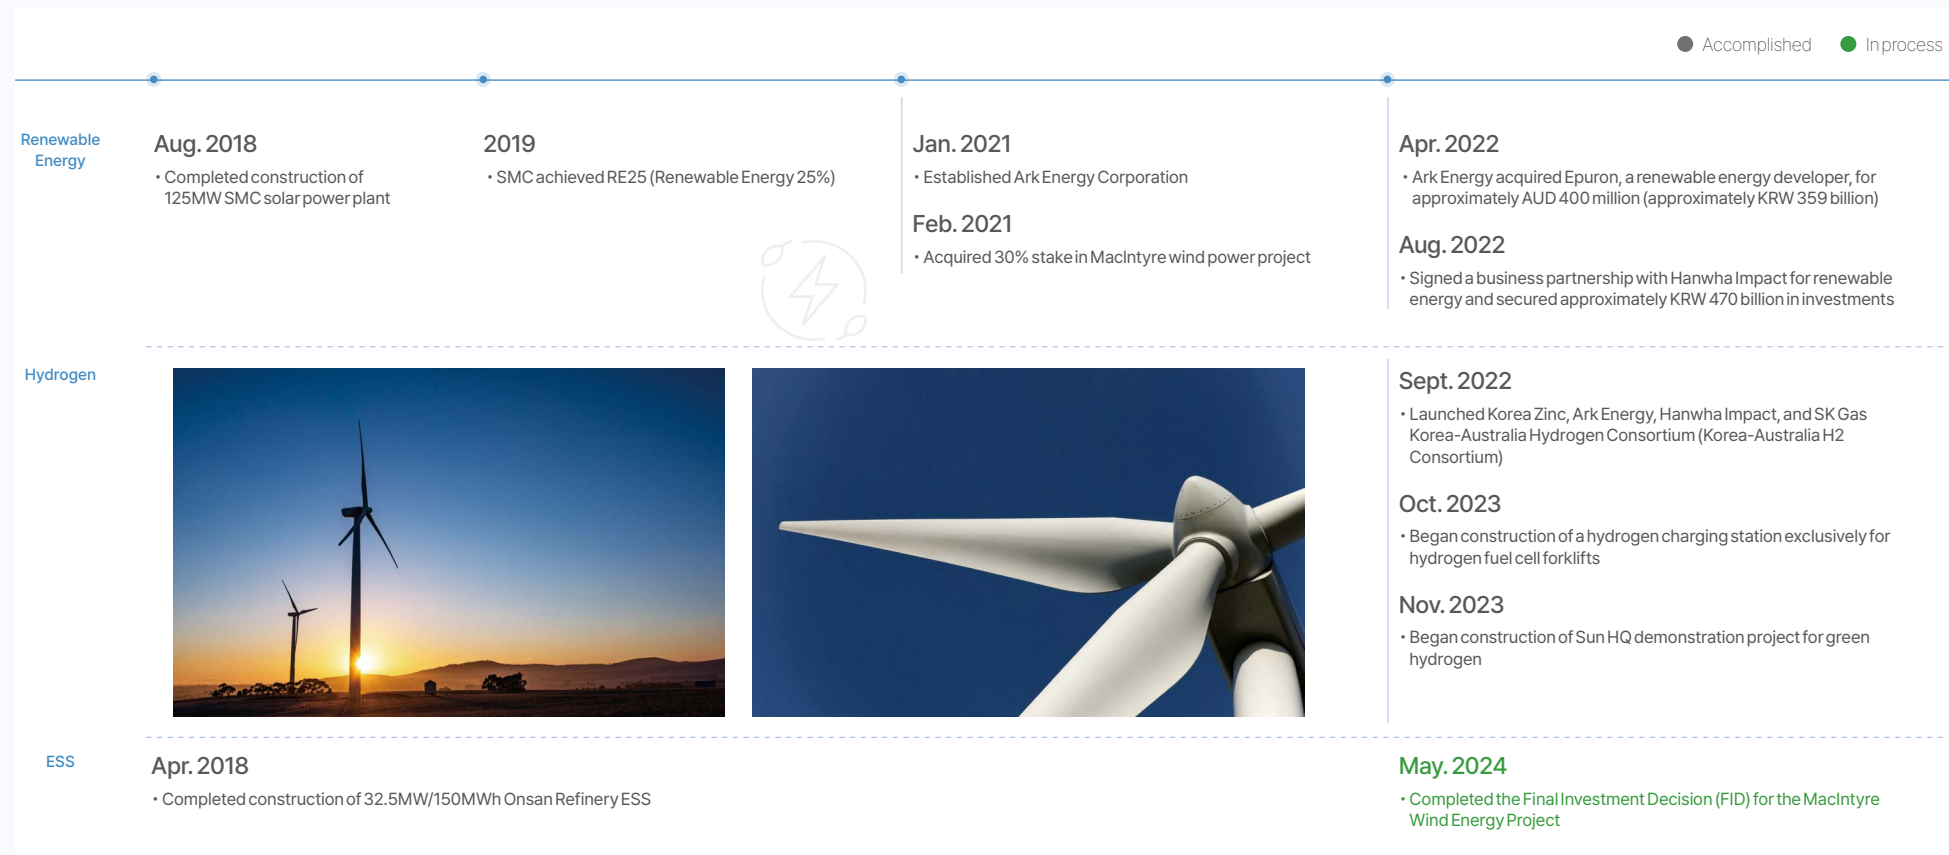 Accomplished
In process
Renewable
Energy
Aug. 2018
• Completed construction of
125MW SMC solar power plant
2019
• SMC achieved RE25 (Renewable Energy 25%)
Jan. 2021
• Established Ark Energy Corporation
Feb. 2021
• Acquired 30% stake in MacIntyre wind power project
Apr. 2022
• Ark Energy acquired Epuron, a renewable energy developer, for
approximately AUD 400 million (approximately KRW 359 billion)
Aug. 2022
• Signed a business partnership with Hanwha Impact for renewable
energy and secured approximately KRW 470 billion in investments
Hydrogen
Sept. 2022
• Launched Korea Zinc, Ark Energy, Hanwha Impact, and SK Gas
Korea-Australia Hydrogen Consortium (Korea-Australia H2
Consortium)
Oct. 2023
• Began construction of a hydrogen charging station exclusively for
hydrogen fuel cell forklifts
Nov. 2023
• Began construction of Sun HQ demonstration project for green
hydrogen
ESS
Apr. 2018
• Completed construction of 32.5MW/150MWh Onsan Refinery ESS
May. 2024
• Completed the Final Investment Decision (FID) for the MacIntyre
Wind Energy Project